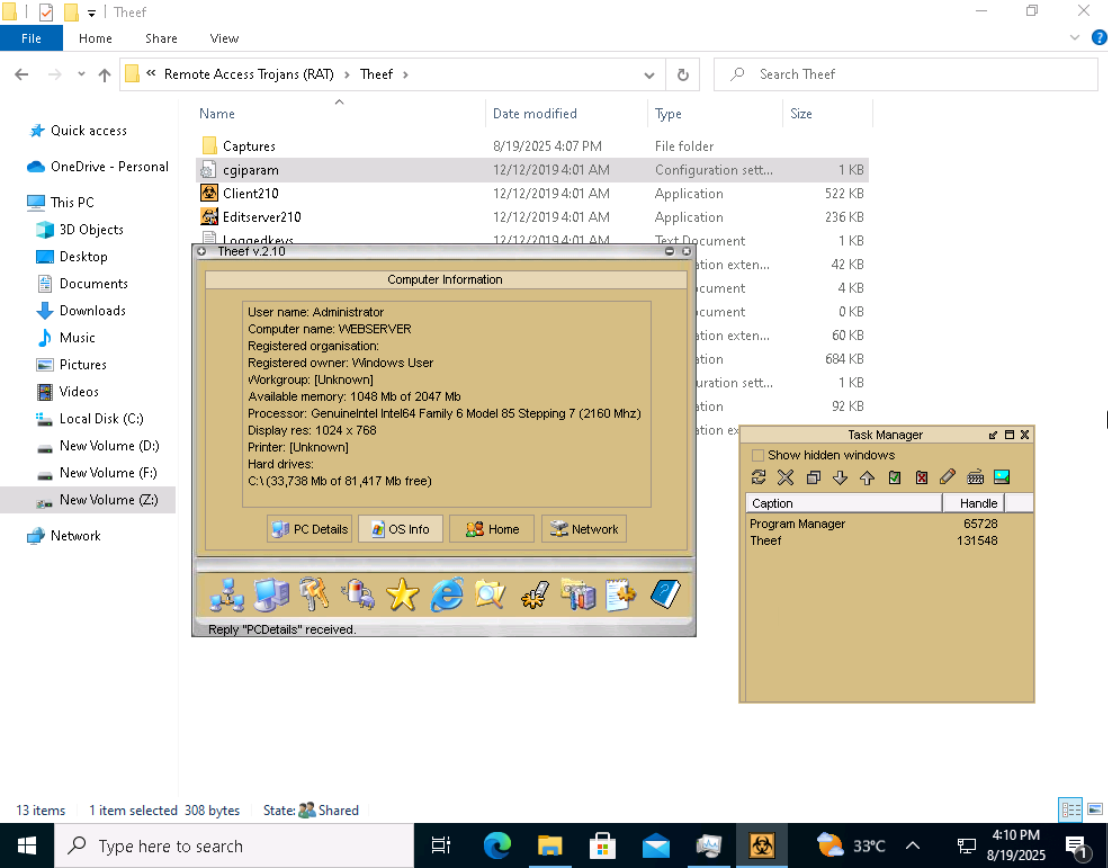 Theef
File Home Share View
« Remote Access Trojans (RAT) › Theef ›
Search Theef
Name Date modified Type Size
Quick access
OneDrive - Personal
This PC
3D Objects
Desktop
Documents
Downloads
Music
Pictures
Videos
Local Disk (C:)
New Volume (D:)
New Volume (F:)
New Volume (Z:)
Network
Captures 8/19/2025 4:07 PM File folder
cgiparam 12/12/2019 4:01 AM Configuration sett... 1 KB
Client210 12/12/2019 4:01 AM Application 522 KB
Editserver210 12/12/2019 4:01 AM Application 236 KB
Loggedkeys 12/12/2019 4:01 AM Text Document 1 KB
ation exten... 42 KB
cument 4 KB
cument 0 KB
ation exten... 60 KB
ation 684 KB
uration sett... 1 KB
ation 92 KB
ation ex
Theef v.2.10
Computer Information
User name: Administrator
Computer name: WEBSERVER
Registered organisation:
Registered owner: Windows User
Workgroup: [Unknown]
Available memory: 1048 Mb of 2047 Mb
Processor: GenuineIntel Intel64 Family 6 Model 85 Stepping 7 (2160 Mhz)
Display res: 1024 x 768
Printer: [Unknown]
Hard drives:
C:\ (33,738 Mb of 81,417 Mb free)
PC Details OS Info Home Network
Reply "PCDetails" received.
Task Manager
Show hidden windows
Caption Handle
Program Manager 65728
Theef 131548
13 items 1 item selected 308 bytes State: Shared
Type here to search
33°C
4:10 PM
8/19/2025
1